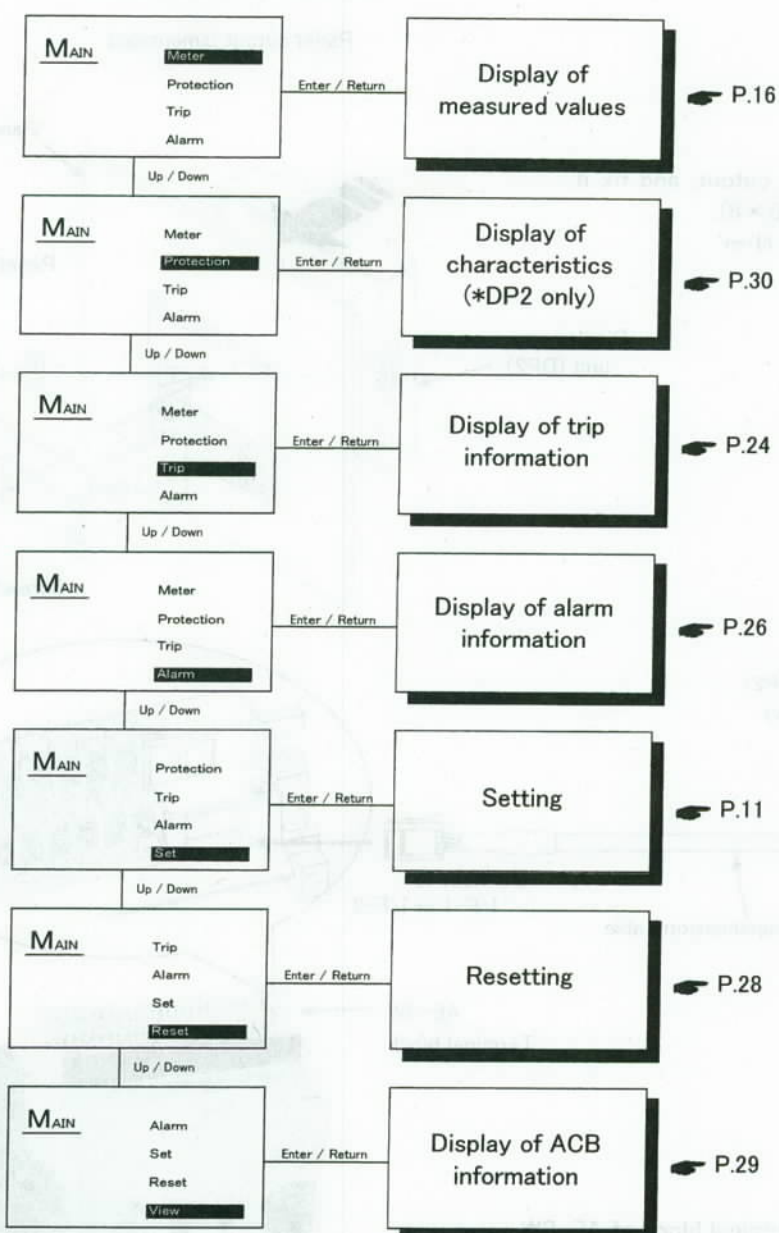 MAIN
Meter
Protection
Trip
Alarm
Enter / Return
Display of
measured values
P.16
Up / Down
MAIN
Meter
Protection
Trip
Alarm
Enter / Return
Display of
characteristics
(*DP2 only)
P.30
Up / Down
MAIN
Meter
Protection
Trip
Alarm
Enter / Return
Display of trip
information
P.24
Up / Down
MAIN
Meter
Protection
Trip
Alarm
Enter / Return
Display of alarm
information
P.26
Up / Down
MAIN
Protection
Trip
Alarm
Set
Enter / Return
Setting
P.11
Up / Down
MAIN
Trip
Alarm
Set
Reset
Enter / Return
Resetting
P.28
Up / Down
MAIN
Alarm
Set
Reset
View
Enter / Return
Display of ACB
information
P.29